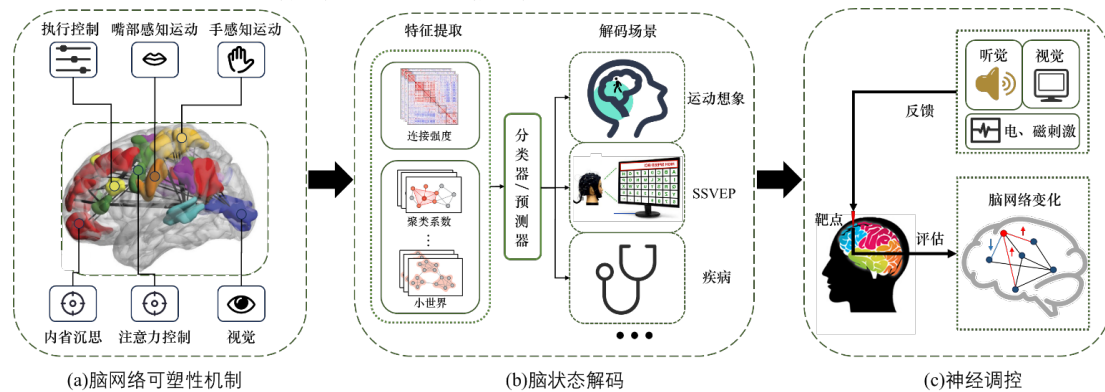 执行控制
嘴部感知运动
手感知运动
内省沉思
注意力控制
视觉
(a)脑网络可塑性机制
特征提取
连接强度
聚类系数
⋮
小世界
分类器/预测器
解码场景
运动想象
SSVEP
疾病
•••
(b)脑状态解码
听觉
视觉
电、磁刺激
反馈
靶点
评估
脑网络变化
(c)神经调控